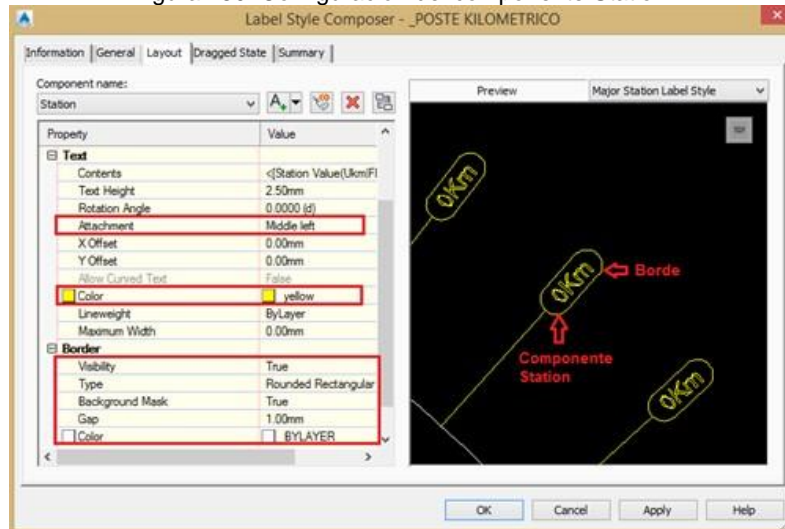 Label Style Composer - _POSTE KILOMETRICO
Information General Layout Dragged State Summary
Component name:
Station
Preview
Major Station Label Style
Property Value
Text
Contents <[Station Value(Ukm|FI
Text Height 2.50mm
Rotation Angle 0.0000 (d)
Attachment Middle left
X Offset 0.00mm
Y Offset 0.00mm
Allow Curved Text False
Color yellow
Lineweight ByLayer
Maximum Width 0.00mm
Border
Visibility True
Type Rounded Rectangular
Background Mask True
Gap 1.00mm
Color BYLAYER
0Km
0Km
Borde
Componente
Station
0Km
OK Cancel Apply Help